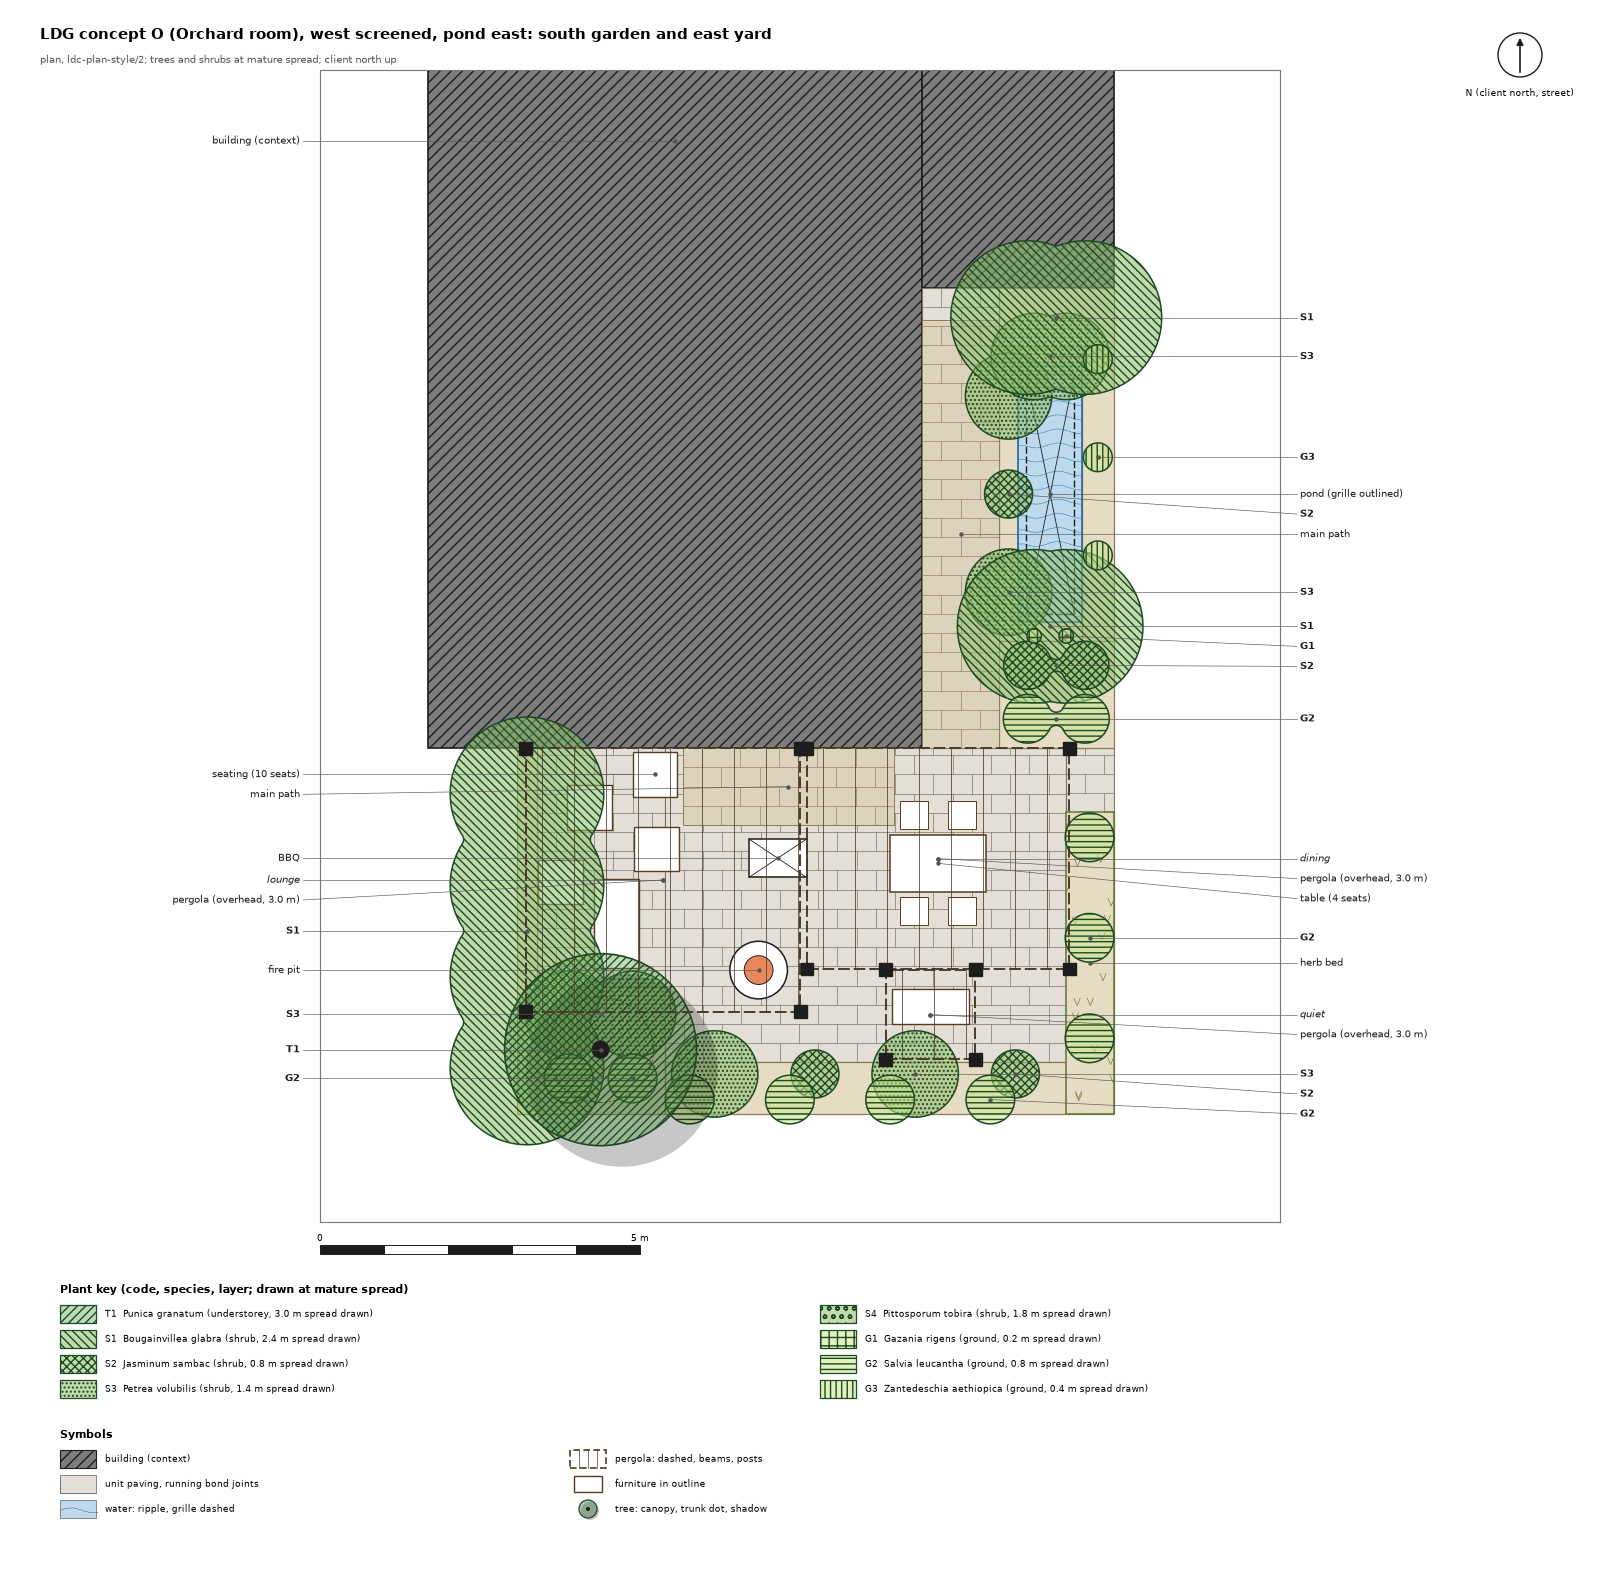 LDG concept O (Orchard room), west screened, pond east: south garden and east yard
plan, ldc-plan-style/2; trees and shrubs at mature spread; client north up
N (client north, street)
building (context)
seating (10 seats)
main path
BBQ
lounge
pergola (overhead, 3.0 m)
S1
fire pit
S3
T1
G2
S1
S3
G3
pond (grille outlined)
S2
main path
S3
S1
G1
S2
G2
dining
pergola (overhead, 3.0 m)
table (4 seats)
G2
herb bed
quiet
pergola (overhead, 3.0 m)
S3
S2
G2
0 5 m
Plant key (code, species, layer; drawn at mature spread)
T1 Punica granatum (understorey, 3.0 m spread drawn)
S1 Bougainvillea glabra (shrub, 2.4 m spread drawn)
S2 Jasminum sambac (shrub, 0.8 m spread drawn)
S3 Petrea volubilis (shrub, 1.4 m spread drawn)
S4 Pittosporum tobira (shrub, 1.8 m spread drawn)
G1 Gazania rigens (ground, 0.2 m spread drawn)
G2 Salvia leucantha (ground, 0.8 m spread drawn)
G3 Zantedeschia aethiopica (ground, 0.4 m spread drawn)
Symbols
building (context)
unit paving, running bond joints
water: ripple, grille dashed
pergola: dashed, beams, posts
furniture in outline
tree: canopy, trunk dot, shadow